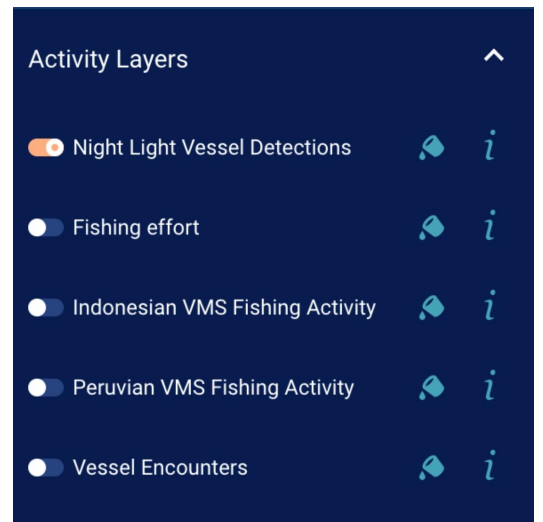 Activity Layers
Night Light Vessel Detections i
Fishing effort i
Indonesian VMS Fishing Activity i
Peruvian VMS Fishing Activity i
Vessel Encounters i